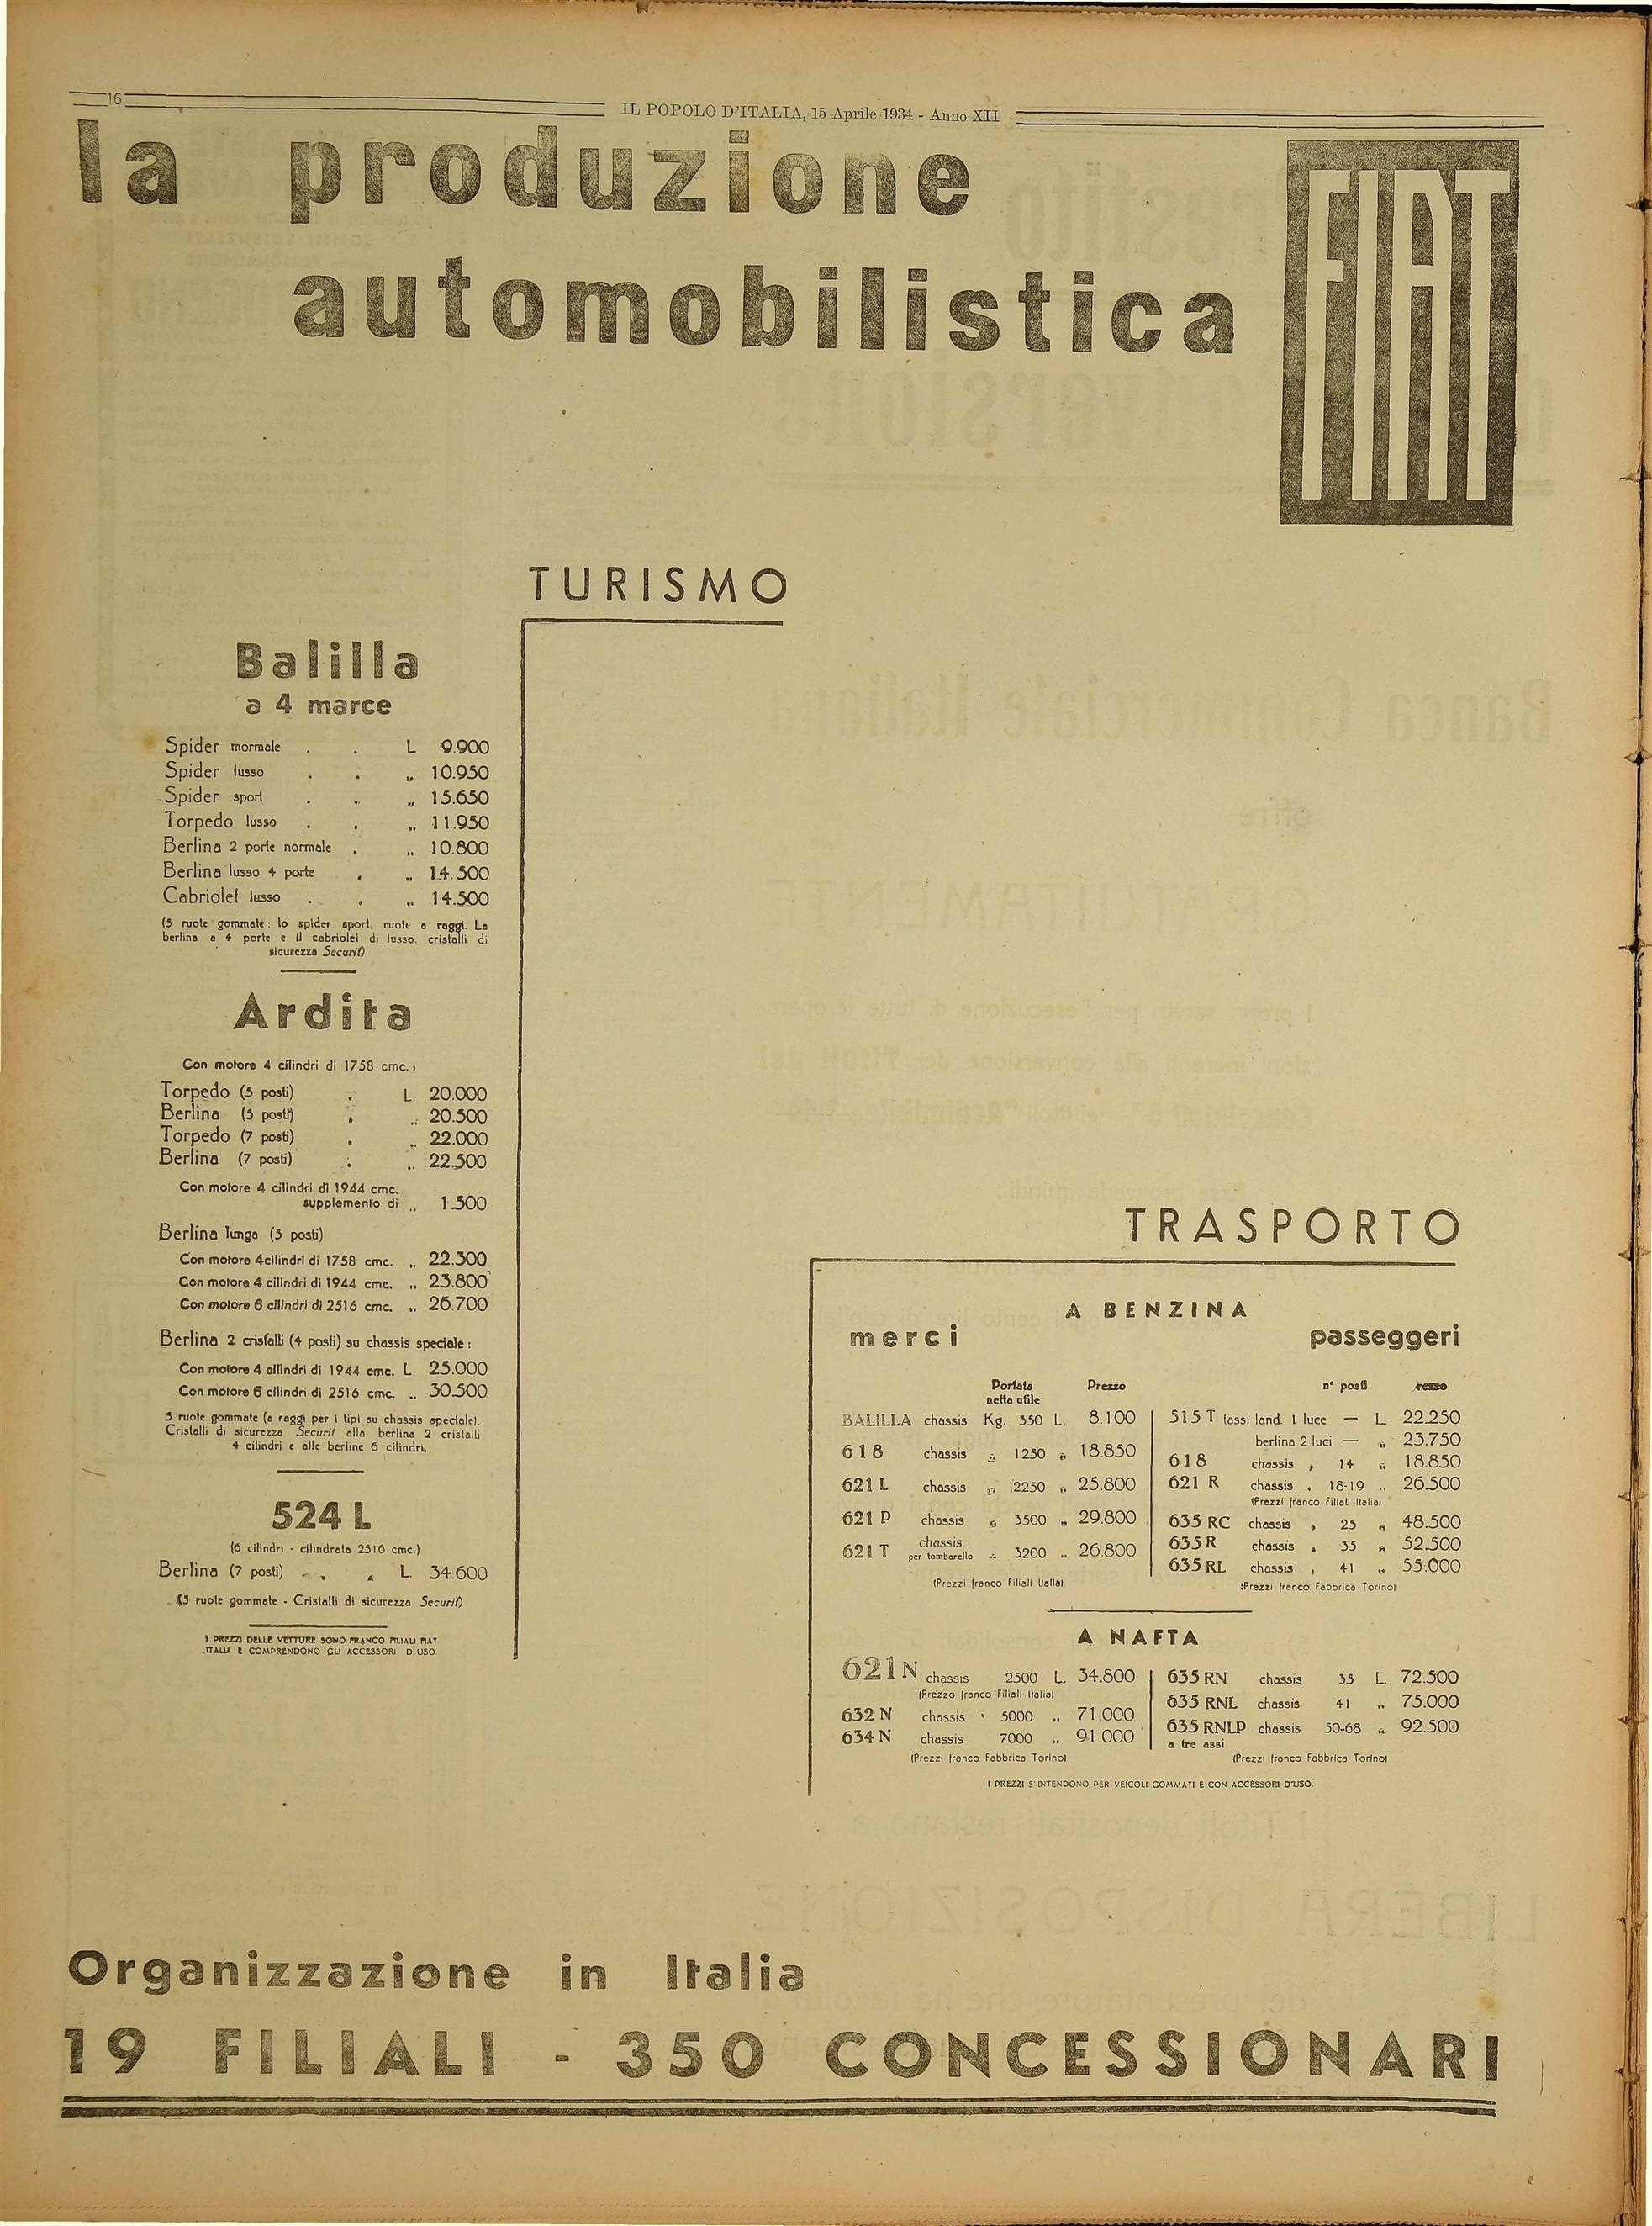 16
IL POPOLO D'ITALIA, 15 Aprile 1934 - Anno XII
la produzione
automobilistica
FIAT
TURISMO
Balilla
a 4 marce
Spider normale . . L 9.900
Spider lusso . . „ 10.950
Spider sport . . „ 15.650
Torpedo lusso . . „ 11.950
Berlina 2 porte normale . „ 10.800
Berlina lusso 4 porte . „ 14.500
Cabriolet lusso . . „ 14.500
(5 ruote gommate: lo spider sport, ruote a raggi. La
berlina a 4 porte e il cabriolet di lusso, cristalli di
sicurezza Securit)
Ardita
Con motore 4 cilindri di 1758 cmc. :
Torpedo (5 posti) . L. 20.000
Berlina (5 posti) . „ 20.500
Torpedo (7 posti) . „ 22.000
Berlina (7 posti) . „ 22.500
Con motore 4 cilindri di 1944 cmc.
supplemento di „ 1.500
Berlina lunga (5 posti)
Con motore 4 cilindri di 1758 cmc. „ 22.300
Con motore 4 cilindri di 1944 cmc. „ 23.800
Con motore 6 cilindri di 2516 cmc. „ 26.700
Berlina 2 cristalli (4 posti) su chassis speciale :
Con motore 4 cilindri di 1944 cmc. L. 25.000
Con motore 6 cilindri di 2516 cmc. „ 30.500
5 ruote gommate (a raggi per i tipi su chassis speciale).
Cristalli di sicurezza Securit alla berlina 2 cristalli
4 cilindri e alle berline 6 cilindri.
524 L
(6 cilindri - cilindrata 2516 cmc.)
Berlina (7 posti) . . L. 34.600
(5 ruote gommate - Cristalli di sicurezza Securit)
I PREZZI DELLE VETTURE SONO FRANCO FILIALI FIAT
ITALIA E COMPRENDONO GLI ACCESSORI D'USO
TRASPORTO
A BENZINA
merci
Portata Prezzo
netta utile
BALILLA chassis Kg. 350 L. 8.100
618 chassis „ 1250 „ 18.850
621 L chassis „ 2250 „ 25.800
621 P chassis „ 3500 „ 29.800
621 T chassis per tombarello „ 3200 „ 26.800
(Prezzi franco Filiali Italia)
passeggeri
n° posti rezzo
515 T tassi land. 1 luce — L. 22.250
berlina 2 luci — „ 23.750
618 chassis , 14 „ 18.850
621 R chassis . 18-19 „ 26.500
(Prezzi franco Filiali Italia)
635 RC chassis „ 25 „ 48.500
635 R chassis . 35 „ 52.500
635 RL chassis , 41 „ 55.000
(Prezzi franco Fabbrica Torino)
A NAFTA
621 N chassis 2500 L. 34.800
(Prezzo franco Filiali Italia)
632 N chassis 5000 „ 71.000
634 N chassis 7000 „ 91.000
(Prezzi franco Fabbrica Torino)
635 RN chassis 35 L. 72.500
635 RNL chassis 41 „ 75.000
635 RNLP chassis 50-68 „ 92.500
a tre assi
(Prezzi franco Fabbrica Torino)
I PREZZI S'INTENDONO PER VEICOLI GOMMATI E CON ACCESSORI D'USO.
Organizzazione in Italia
19 FILIALI - 350 CONCESSIONARI